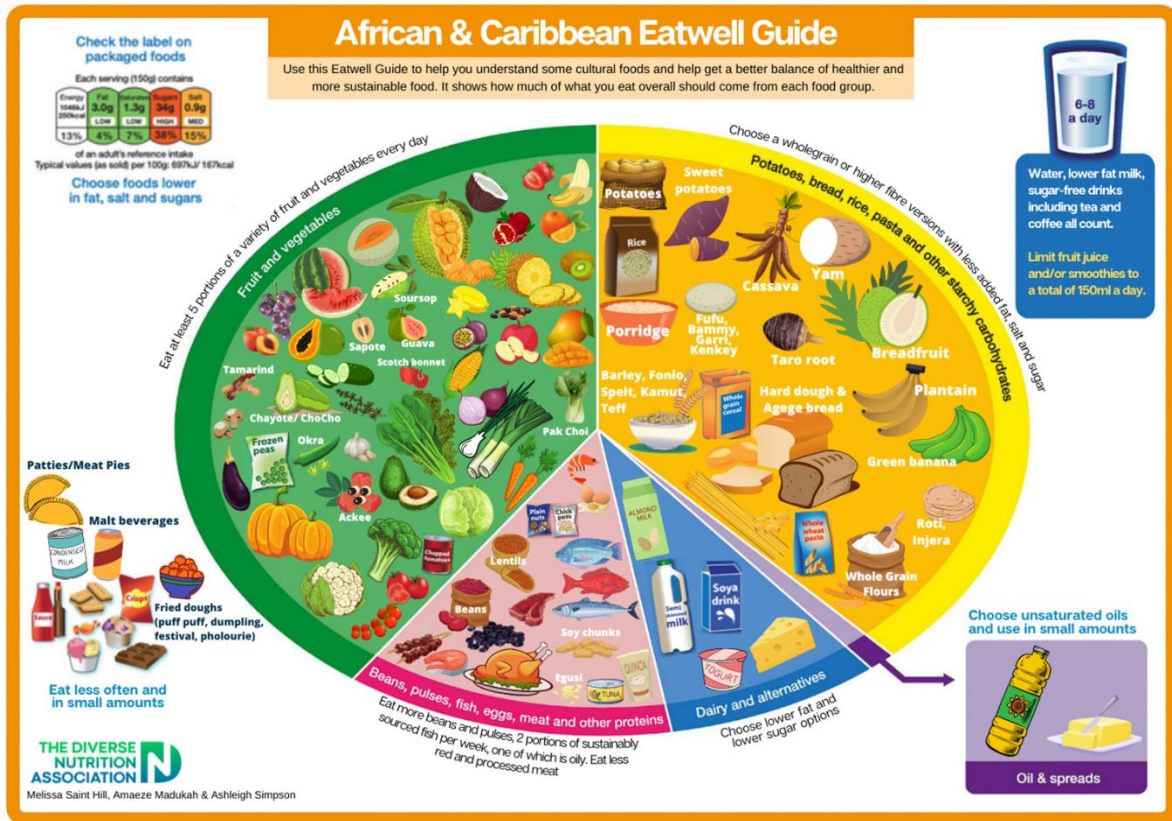 African & Caribbean Eatwell Guide
Use this Eatwell Guide to help you understand some cultural foods and help get a better balance of healthier and
more sustainable food. It shows how much of what you eat overall should come from each food group.
Check the label on
packaged foods
Each serving (150g) contains
Energy
1046kJ
250kcal
13%
Fat
3.0g
LOW
4%
Saturates
1.3g
LOW
7%
Sugars
34g
HIGH
38%
Salt
0.9g
MED
15%
of an adult's reference intake
Typical values (as sold) per 100g: 697kJ/ 167kcal
Choose foods lower
in fat, salt and sugars
6-8
a day
Water, lower fat milk,
sugar-free drinks
including tea and
coffee all count.
Limit fruit juice
and/or smoothies to
a total of 150ml a day.
Eat at least 5 portions of a variety of fruit and vegetables every day
Fruit and vegetables
Soursop
Sapote
Guava
Scotch bonnet
Tamarind
Chayote/ ChoCho
Okra
Frozen
peas
Pak Choi
Ackee
Chopped
tomatoes
Choose a wholegrain or higher fibre versions with less added fat, salt and sugar
Potatoes, bread, rice, pasta and other starchy carbohydrates
Potatoes
Sweet
potatoes
Rice
Cassava
Yam
Porridge
Fufu,
Bammy,
Garri,
Kenkey
Taro root
Breadfruit
Barley, Fonio,
Spelt, Kamut,
Teff
Whole
grain
cereal
Hard dough &
Agege bread
Plantain
Green banana
Whole
wheat
pasta
Roti,
Injera
Whole Grain
Flours
Plain
nuts
Chick
peas
Lentils
Beans
Soy chunks
Egusi
TUNA
QUINOA
Beans, pulses, fish, eggs, meat and other proteins
Eat more beans and pulses, 2 portions of sustainably
sourced fish per week, one of which is oily. Eat less
red and processed meat
ALMOND
MILK
Semi
skimmed
milk
Soya
drink
YOGURT
Dairy and alternatives
Choose lower fat and
lower sugar options
Choose unsaturated oils
and use in small amounts
Oil & spreads
Patties/Meat Pies
Malt beverages
CONDENSED
MILK
Sauce
Crisps
Fried doughs
(puff puff, dumpling,
festival, pholourie)
Eat less often and
in small amounts
THE DIVERSE
NUTRITION
ASSOCIATION
Melissa Saint Hill, Amaeze Madukah & Ashleigh Simpson